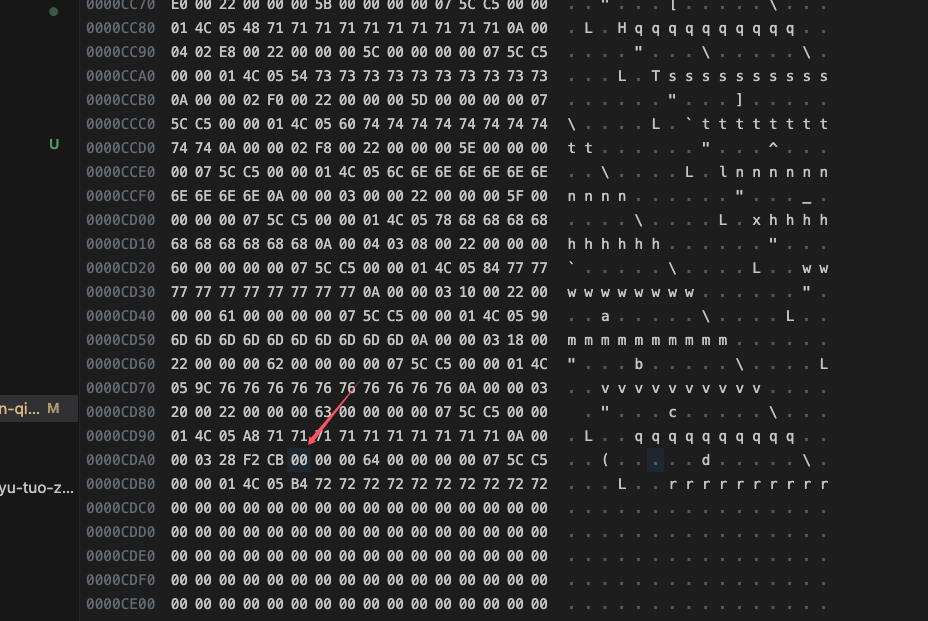 0000CC70 E0 00 22 00 00 00 5B 00 00 00 00 07 5C C5 00 00 . . " . . . [ . . . . . \ . . .
0000CC80 01 4C 05 48 71 71 71 71 71 71 71 71 71 71 0A 00 . L . H q q q q q q q q q q . .
0000CC90 04 02 E8 00 22 00 00 00 5C 00 00 00 00 07 5C C5 . . . . " . . . \ . . . . . \ .
0000CCA0 00 00 01 4C 05 54 73 73 73 73 73 73 73 73 73 73 . . . L . T s s s s s s s s s s
0000CCB0 0A 00 00 02 F0 00 22 00 00 00 5D 00 00 00 00 07 . . . . . . " . . . ] . . . . .
0000CCC0 5C C5 00 00 01 4C 05 60 74 74 74 74 74 74 74 74 \ . . . . L . ` t t t t t t t t
0000CCD0 74 74 0A 00 00 02 F8 00 22 00 00 00 5E 00 00 00 t t . . . . . . " . . . ^ . . .
0000CCE0 00 07 5C C5 00 00 01 4C 05 6C 6E 6E 6E 6E 6E 6E . . \ . . . . L . l n n n n n n
0000CCF0 6E 6E 6E 6E 0A 00 00 03 00 00 22 00 00 00 5F 00 n n n n . . . . . . " . . . _ .
0000CD00 00 00 00 07 5C C5 00 00 01 4C 05 78 68 68 68 68 . . . . \ . . . . L . x h h h h
0000CD10 68 68 68 68 68 68 0A 00 04 03 08 00 22 00 00 00 h h h h h h . . . . . . " . . .
0000CD20 60 00 00 00 00 07 5C C5 00 00 01 4C 05 84 77 77 ` . . . . . \ . . . . L . . w w
0000CD30 77 77 77 77 77 77 77 77 0A 00 00 03 10 00 22 00 w w w w w w w w . . . . . . " .
0000CD40 00 00 61 00 00 00 00 07 5C C5 00 00 01 4C 05 90 . . a . . . . . \ . . . . L . .
0000CD50 6D 6D 6D 6D 6D 6D 6D 6D 6D 6D 0A 00 00 03 18 00 m m m m m m m m m m . . . . . .
0000CD60 22 00 00 00 62 00 00 00 00 07 5C C5 00 00 01 4C " . . . b . . . . . \ . . . . L
0000CD70 05 9C 76 76 76 76 76 76 76 76 76 76 0A 00 00 03 . . v v v v v v v v v v . . . .
0000CD80 20 00 22 00 00 00 63 00 00 00 00 07 5C C5 00 00 . " . . . c . . . . . \ . . .
0000CD90 01 4C 05 A8 71 71 71 71 71 71 71 71 71 71 0A 00 . L . . q q q q q q q q q q . .
0000CDA0 00 03 28 F2 CB 00 00 00 64 00 00 00 00 07 5C C5 . . ( . . . . . d . . . . . \ .
0000CDB0 00 00 01 4C 05 B4 72 72 72 72 72 72 72 72 72 72 . . . L . . r r r r r r r r r r
0000CDC0 00 00 00 00 00 00 00 00 00 00 00 00 00 00 00 00 . . . . . . . . . . . . . . . .
0000CDD0 00 00 00 00 00 00 00 00 00 00 00 00 00 00 00 00 . . . . . . . . . . . . . . . .
0000CDE0 00 00 00 00 00 00 00 00 00 00 00 00 00 00 00 00 . . . . . . . . . . . . . . . .
0000CDF0 00 00 00 00 00 00 00 00 00 00 00 00 00 00 00 00 . . . . . . . . . . . . . . . .
0000CE00 00 00 00 00 00 00 00 00 00 00 00 00 00 00 00 00 . . . . . . . . . . . . . . . .
U
n-qi... M
yu-tuo-z...